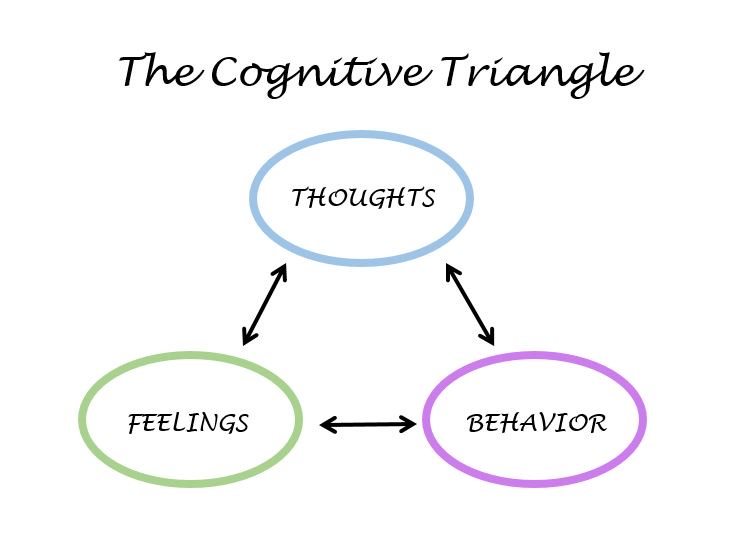 The Cognitive Triangle
THOUGHTS
FEELINGS
BEHAVIOR